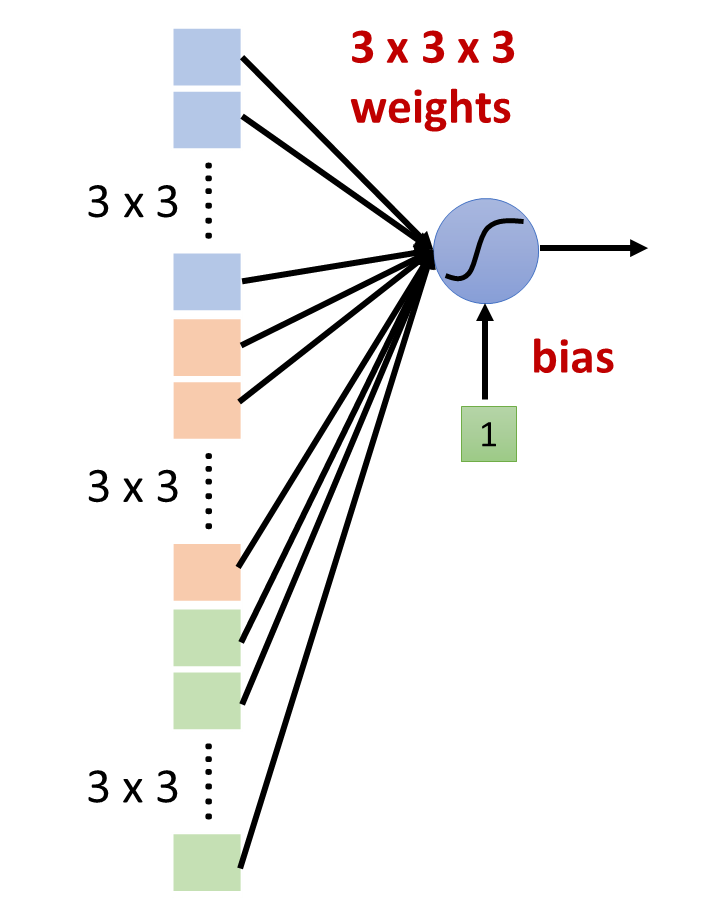 3 x 3 x 3
weights
3 x 3
bias
1
3 x 3
3 x 3